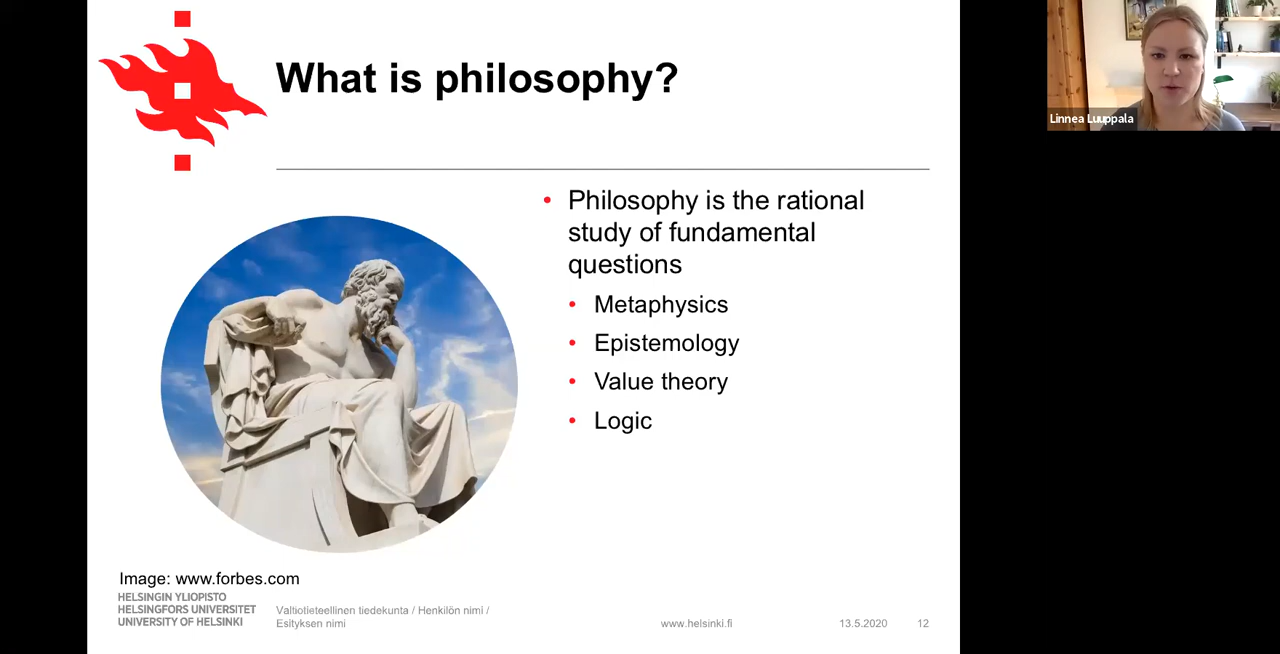 What is philosophy?
Linnea Luuppala
• Philosophy is the rational
study of fundamental
questions
• Metaphysics
• Epistemology
• Value theory
• Logic
Image: www.forbes.com
HELSINGIN YLIOPISTO
HELSINGFORS UNIVERSITET
UNIVERSITY OF HELSINKI
Valtiotieteellinen tiedekunta / Henkilön nimi /
Esityksen nimi
www.helsinki.fi
13.5.2020
12